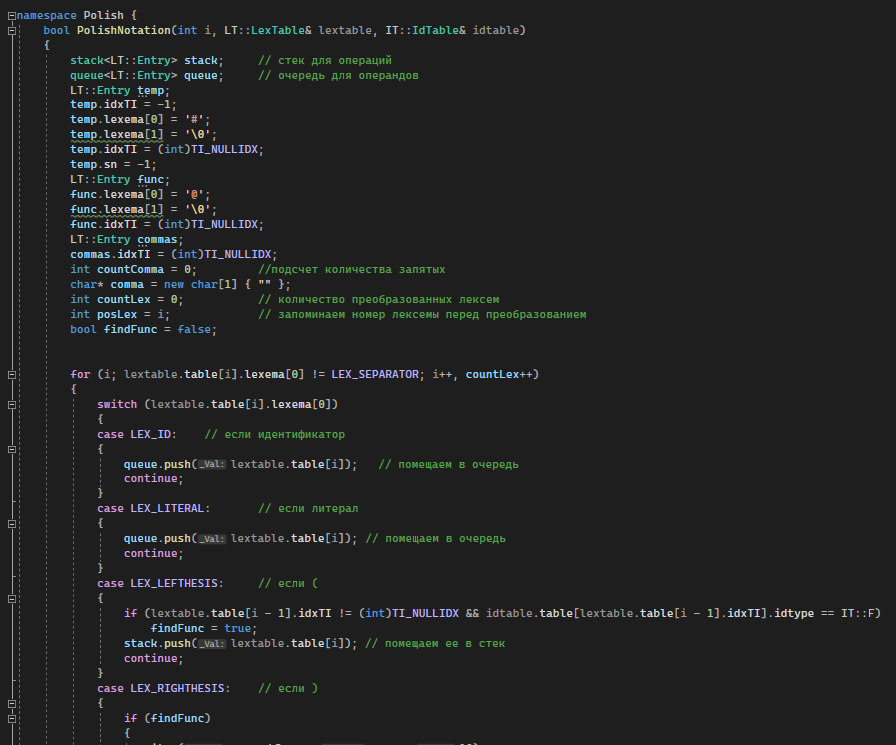 namespace Polish {
bool PolishNotation(int i, LT::LexTable& lextable, IT::IdTable& idtable)
{
stack<LT::Entry> stack; // стек для операций
queue<LT::Entry> queue; // очередь для операндов
LT::Entry temp;
temp.idxTI = -1;
temp.lexema[0] = '#';
temp.lexema[1] = '\0';
temp.idxTI = (int)TI_NULLIDX;
temp.sn = -1;
LT::Entry func;
func.lexema[0] = '@';
func.lexema[1] = '\0';
func.idxTI = (int)TI_NULLIDX;
LT::Entry commas;
commas.idxTI = (int)TI_NULLIDX;
int countComma = 0; //подсчет количества запятых
char* comma = new char[1] { "" };
int countLex = 0; // количество преобразованных лексем
int posLex = i; // запоминаем номер лексемы перед преобразованием
bool findFunc = false;
for (i; lextable.table[i].lexema[0] != LEX_SEPARATOR; i++, countLex++)
{
switch (lextable.table[i].lexema[0])
{
case LEX_ID: // если идентификатор
{
queue.push(_Val: lextable.table[i]); // помещаем в очередь
continue;
}
case LEX_LITERAL: // если литерал
{
queue.push(_Val: lextable.table[i]); // помещаем в очередь
continue;
}
case LEX_LEFTHESIS: // если (
{
if (lextable.table[i - 1].idxTI != (int)TI_NULLIDX && idtable.table[lextable.table[i - 1].idxTI].idtype == IT::F)
findFunc = true;
stack.push(_Val: lextable.table[i]); // помещаем ее в стек
continue;
}
case LEX_RIGHTHESIS: // если )
{
if (findFunc)
{